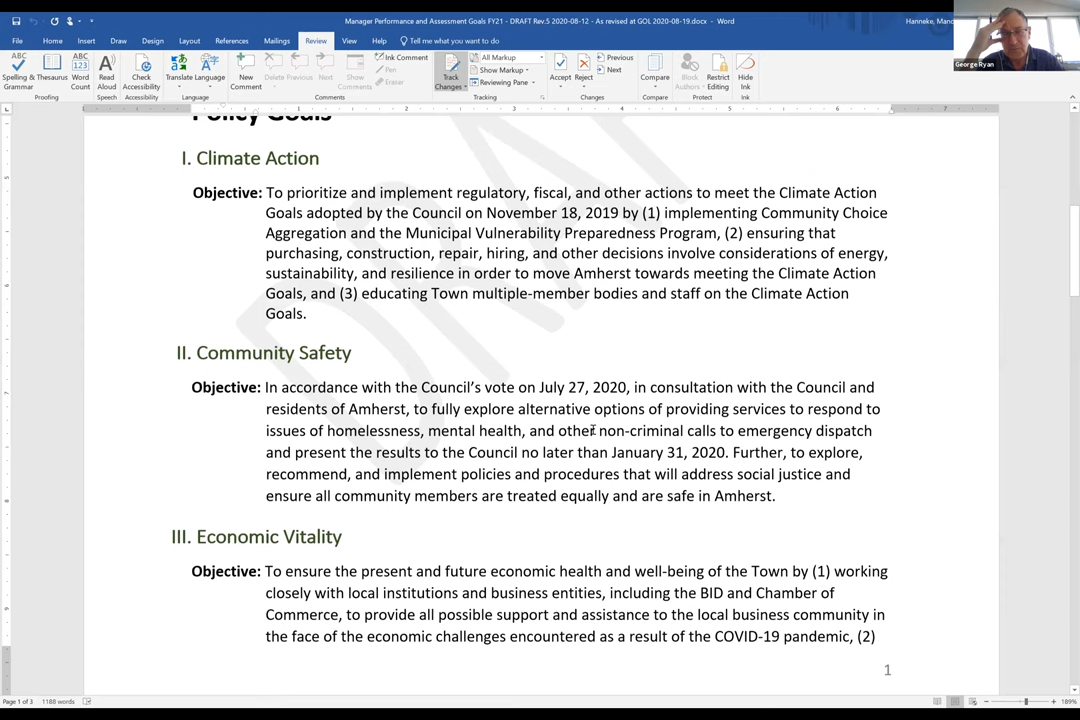 Manager Performance and Assessment Goals FY21 - DRAFT Rev.5 2020-08-12 - As revised at GOL 2020-08-19.docx - Word
Hanneke, Mand
George Ryan
File Home Insert Draw Design Layout References Mailings Review View Help Tell me what you want to do
Spelling & Grammar
Thesaurus
Word Count
Proofing
Read Aloud
Speech
Check Accessibility
Accessibility
Translate
Language
Language
New Comment
Delete
Previous
Next
Show Comments
Ink Comment
Pen
Eraser
Comments
Track Changes
All Markup
Show Markup
Reviewing Pane
Tracking
Accept
Reject
Previous
Next
Changes
Compare
Compare
Block Authors
Restrict Editing
Protect
Hide Ink
Ink
Policy Goals
I. Climate Action
Objective: To prioritize and implement regulatory, fiscal, and other actions to meet the Climate Action
Goals adopted by the Council on November 18, 2019 by (1) implementing Community Choice
Aggregation and the Municipal Vulnerability Preparedness Program, (2) ensuring that
purchasing, construction, repair, hiring, and other decisions involve considerations of energy,
sustainability, and resilience in order to move Amherst towards meeting the Climate Action
Goals, and (3) educating Town multiple-member bodies and staff on the Climate Action
Goals.
II. Community Safety
Objective: In accordance with the Council's vote on July 27, 2020, in consultation with the Council and
residents of Amherst, to fully explore alternative options of providing services to respond to
issues of homelessness, mental health, and other non-criminal calls to emergency dispatch
and present the results to the Council no later than January 31, 2020. Further, to explore,
recommend, and implement policies and procedures that will address social justice and
ensure all community members are treated equally and are safe in Amherst.
III. Economic Vitality
Objective: To ensure the present and future economic health and well-being of the Town by (1) working
closely with local institutions and business entities, including the BID and Chamber of
Commerce, to provide all possible support and assistance to the local business community in
the face of the economic challenges encountered as a result of the COVID-19 pandemic, (2)
1
DRAFT
Page 1 of 3 1188 words
189%